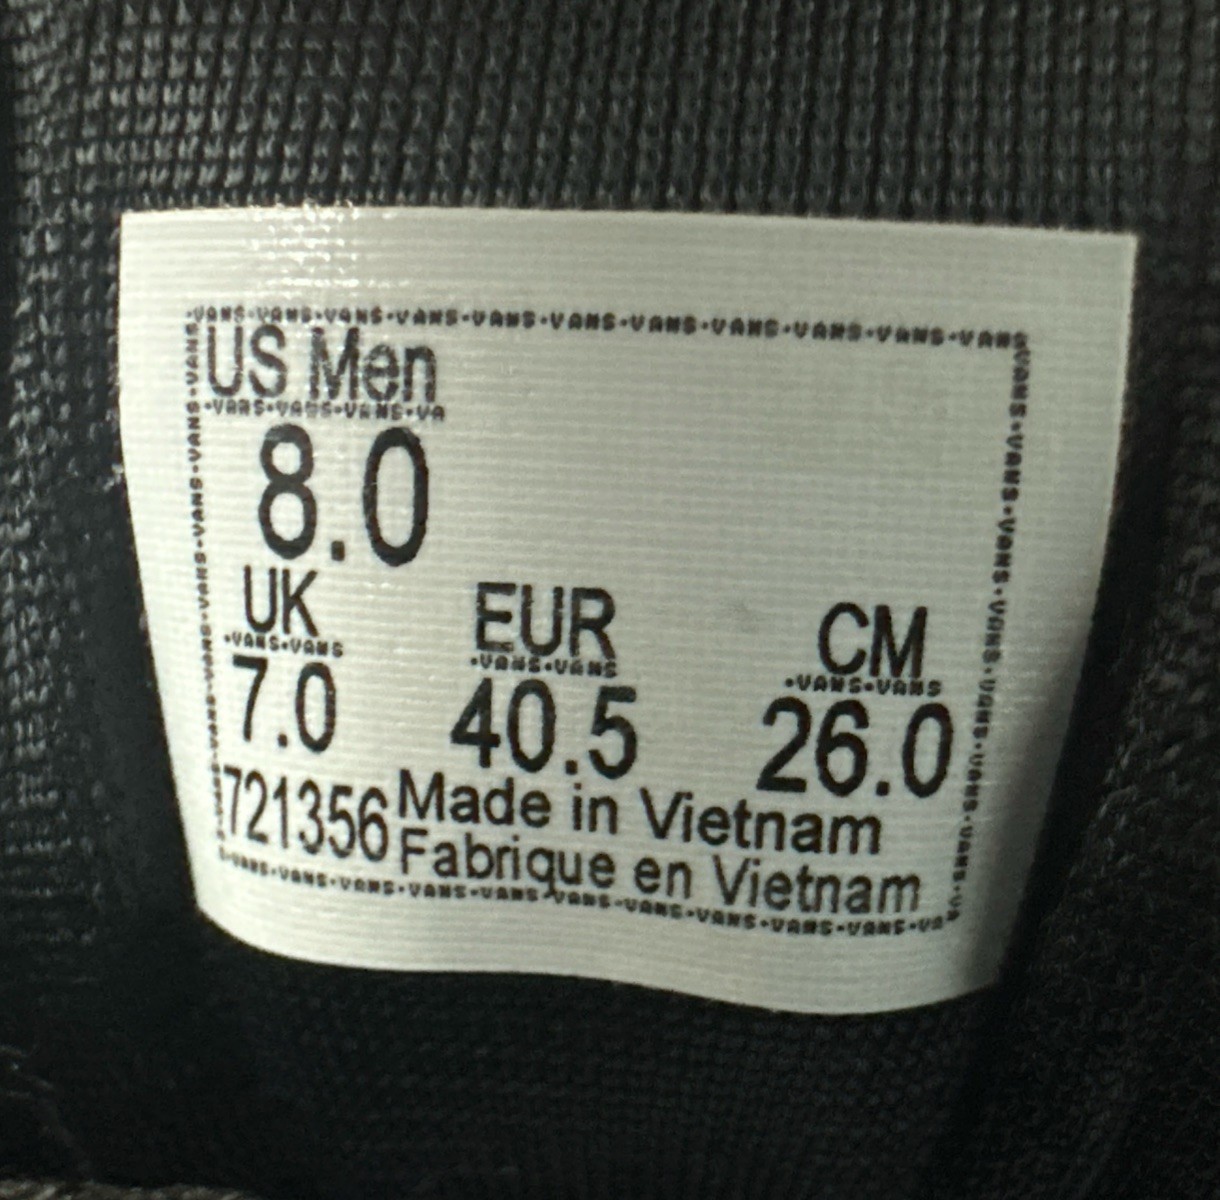 ·VANS·VANS·VANS·VANS·VANS·VANS·VANS·VANS·VANS·VANS·VANS
US Men
·VANS·VANS·VANS·VA
8.0
UK EUR CM
·VANS·VANS ·VANS·VANS ·VANS·VANS
7.0 40.5 26.0
721356 Made in Vietnam
Fabrique en Vietnam